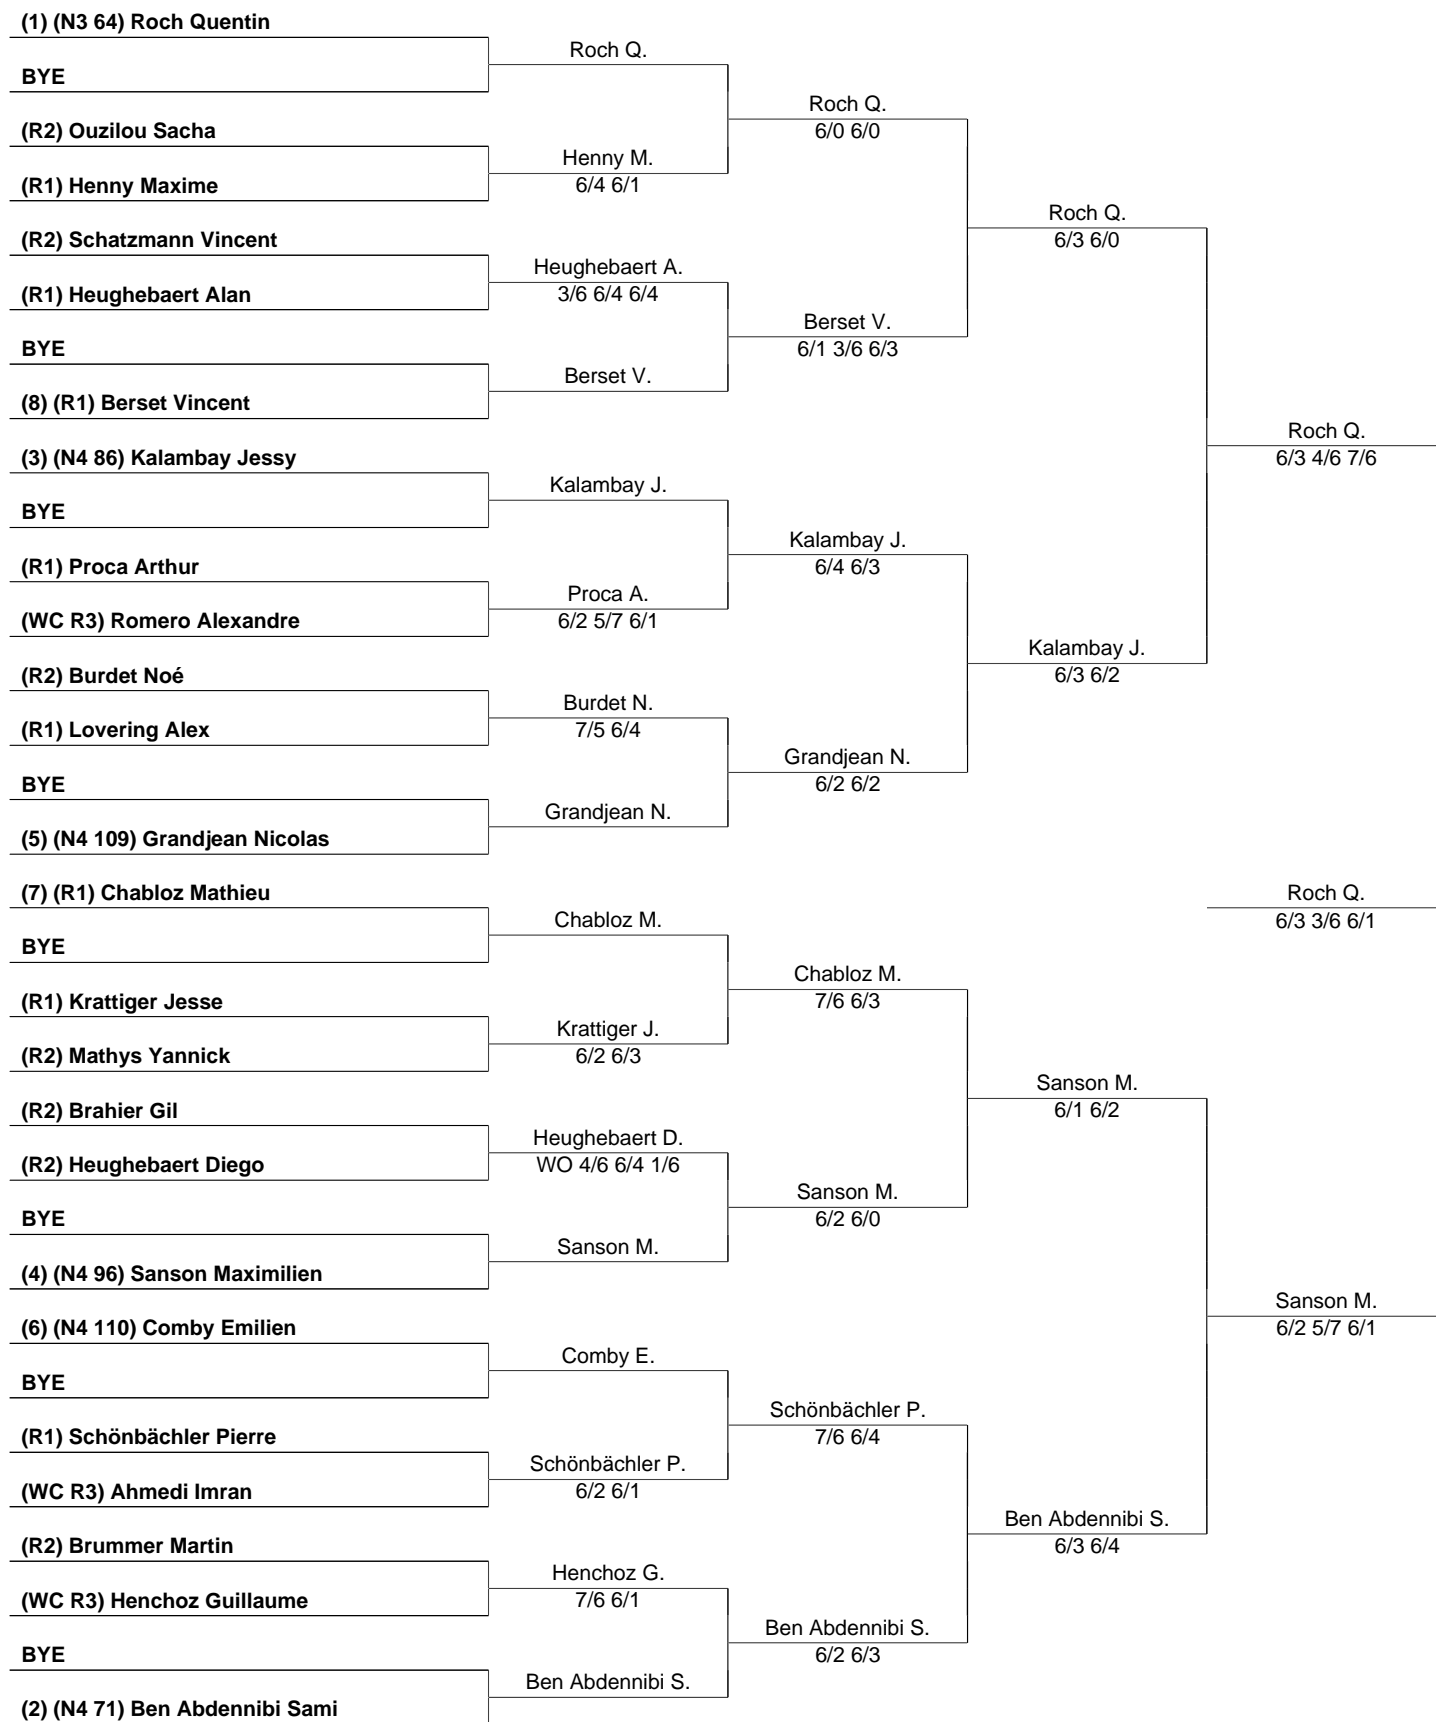 (1) (N3 64) Roch Quentin
BYE
(R2) Ouzilou Sacha
(R1) Henny Maxime
(R2) Schatzmann Vincent
(R1) Heughebaert Alan
BYE
(8) (R1) Berset Vincent
(3) (N4 86) Kalambay Jessy
BYE
(R1) Proca Arthur
(WC R3) Romero Alexandre
(R2) Burdet Noé
(R1) Lovering Alex
BYE
(5) (N4 109) Grandjean Nicolas
(7) (R1) Chabloz Mathieu
BYE
(R1) Krattiger Jesse
(R2) Mathys Yannick
(R2) Brahier Gil
(R2) Heughebaert Diego
BYE
(4) (N4 96) Sanson Maximilien
(6) (N4 110) Comby Emilien
BYE
(R1) Schönbächler Pierre
(WC R3) Ahmedi Imran
(R2) Brummer Martin
(WC R3) Henchoz Guillaume
BYE
(2) (N4 71) Ben Abdennibi Sami
Roch Q.
Henny M.
6/4 6/1
Heughebaert A.
3/6 6/4 6/4
Berset V.
Kalambay J.
Proca A.
6/2 5/7 6/1
Burdet N.
7/5 6/4
Grandjean N.
Chabloz M.
Krattiger J.
6/2 6/3
Heughebaert D.
WO 4/6 6/4 1/6
Sanson M.
Comby E.
Schönbächler P.
6/2 6/1
Henchoz G.
7/6 6/1
Ben Abdennibi S.
Roch Q.
6/0 6/0
Berset V.
6/1 3/6 6/3
Kalambay J.
6/4 6/3
Grandjean N.
6/2 6/2
Chabloz M.
7/6 6/3
Sanson M.
6/2 6/0
Schönbächler P.
7/6 6/4
Ben Abdennibi S.
6/2 6/3
Roch Q.
6/3 6/0
Kalambay J.
6/3 6/2
Sanson M.
6/1 6/2
Ben Abdennibi S.
6/3 6/4
Roch Q.
6/3 4/6 7/6
Roch Q.
6/3 3/6 6/1
Sanson M.
6/2 5/7 6/1